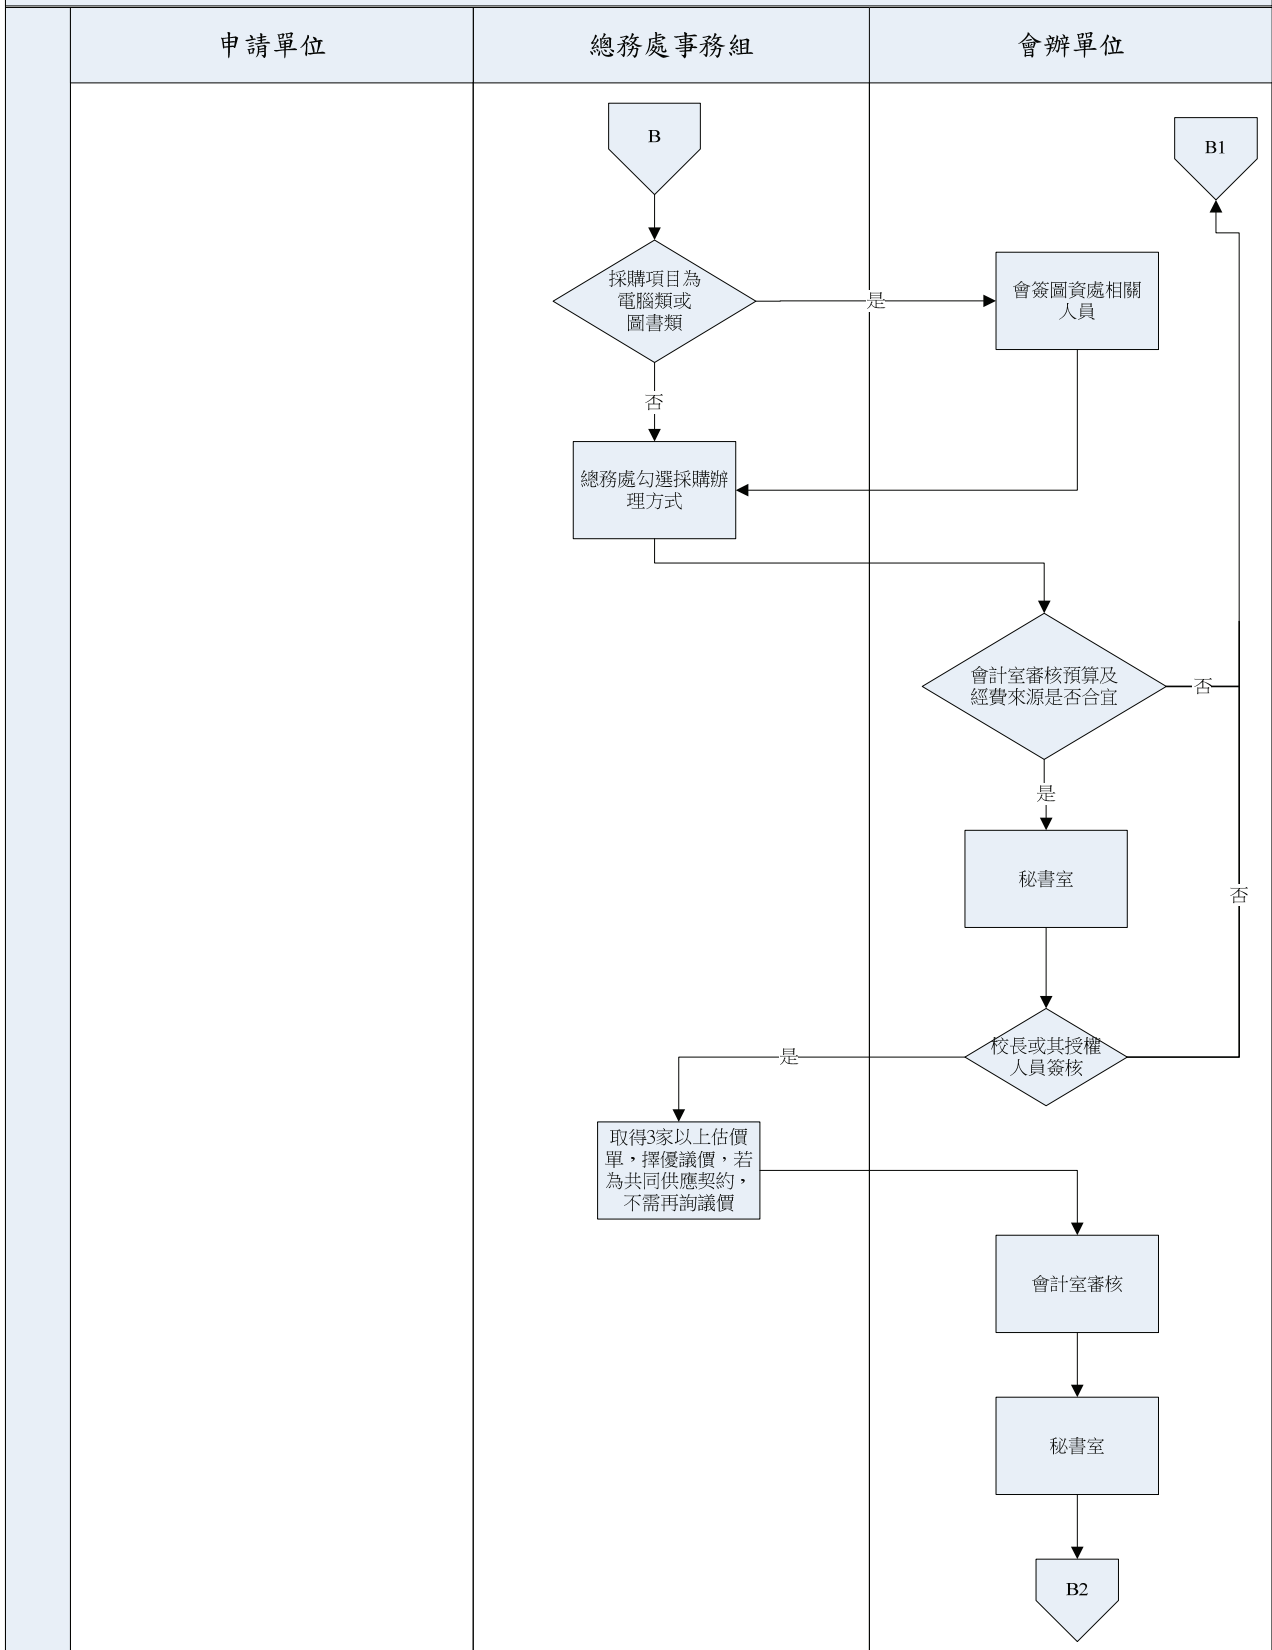 申請單位
總務處事務組
會辦單位
B
B1
採購項目為
電腦類或
圖書類
是
會簽圖資處相關
人員
否
總務處勾選採購辦
理方式
會計室審核預算及
經費來源是否合宜
否
是
秘書室
否
校長或其授權
人員簽核
是
取得3家以上估價
單，擇優議價，若
為共同供應契約，
不需再詢議價
會計室審核
秘書室
B2